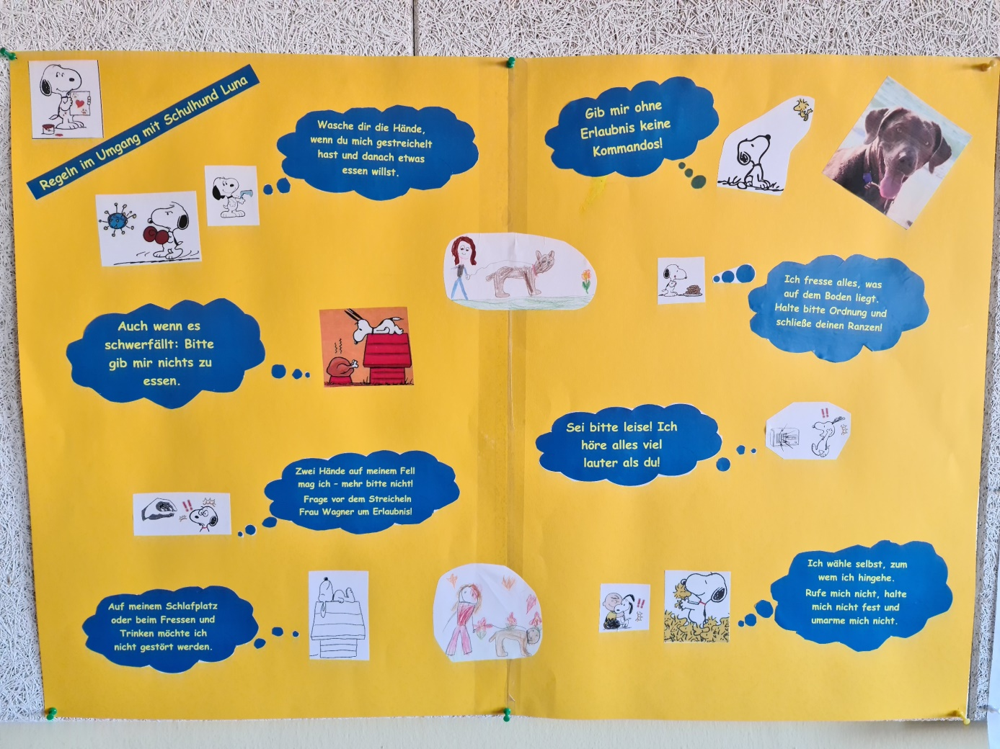 Regeln im Umgang mit Schulhund Luna
Wasche dir die Hände,
wenn du mich gestreichelt
hast und danach etwas
essen willst.
Auch wenn es
schwerfällt: Bitte
gib mir nichts zu
essen.
Zwei Hände auf meinem Fell
mag ich - mehr bitte nicht!
Frage vor dem Streicheln
Frau Wagner um Erlaubnis!
Auf meinem Schlafplatz
oder beim Fressen und
Trinken möchte ich
nicht gestört werden.
Gib mir ohne
Erlaubnis keine
Kommandos!
Ich fresse alles, was
auf dem Boden liegt.
Halte bitte Ordnung und
schließe deinen Ranzen!
Sei bitte leise! Ich
höre alles viel
lauter als du!
Ich wähle selbst, zum
wem ich hingehe.
Rufe mich nicht, halte
mich nicht fest und
umarme mich nicht.
!!
!!
!!